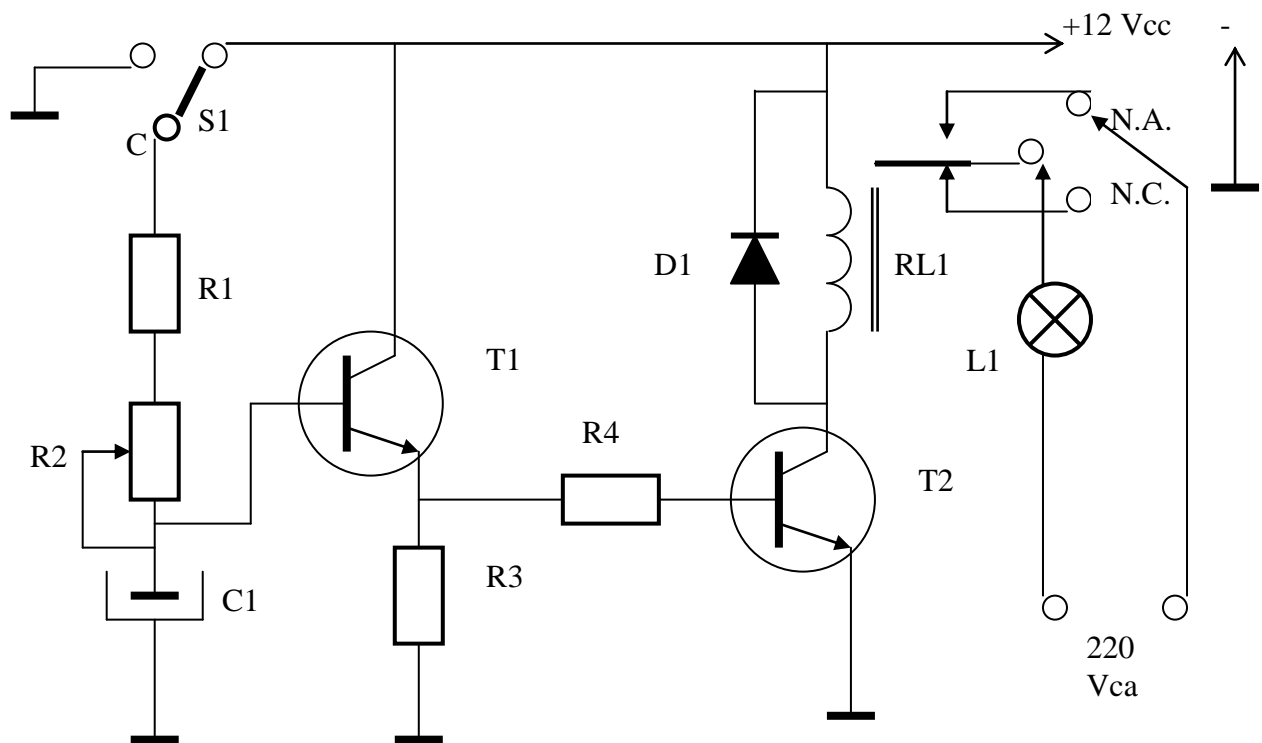 +12 Vcc -
S1
C
N.A.
N.C.
R1
D1
RL1
T1
L1
R2
R4
T2
R3
C1
220
Vca